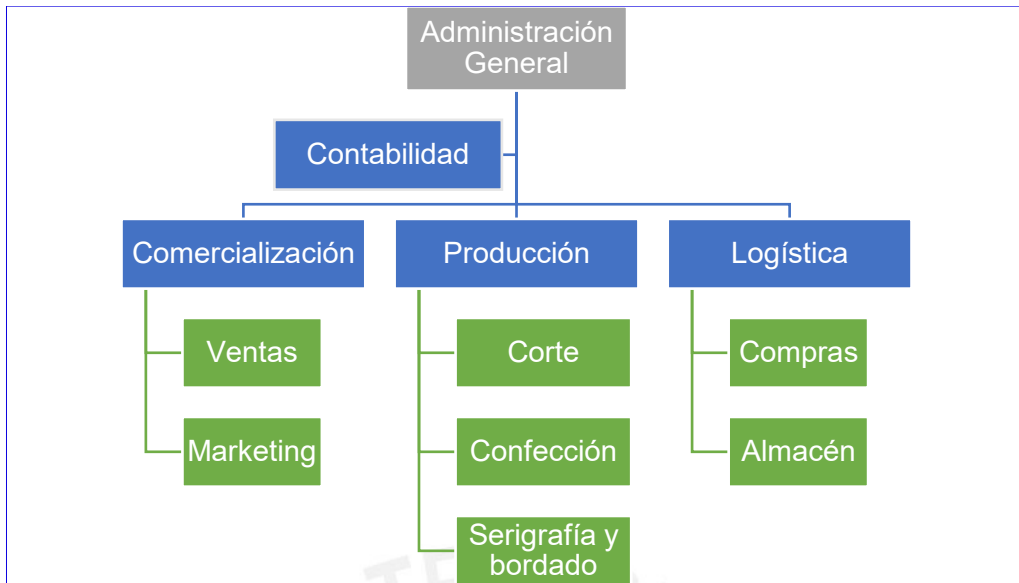 Administración
General
Contabilidad
Comercialización
Producción
Logística
Ventas
Corte
Compras
Marketing
Confección
Almacén
Serigrafía y
bordado